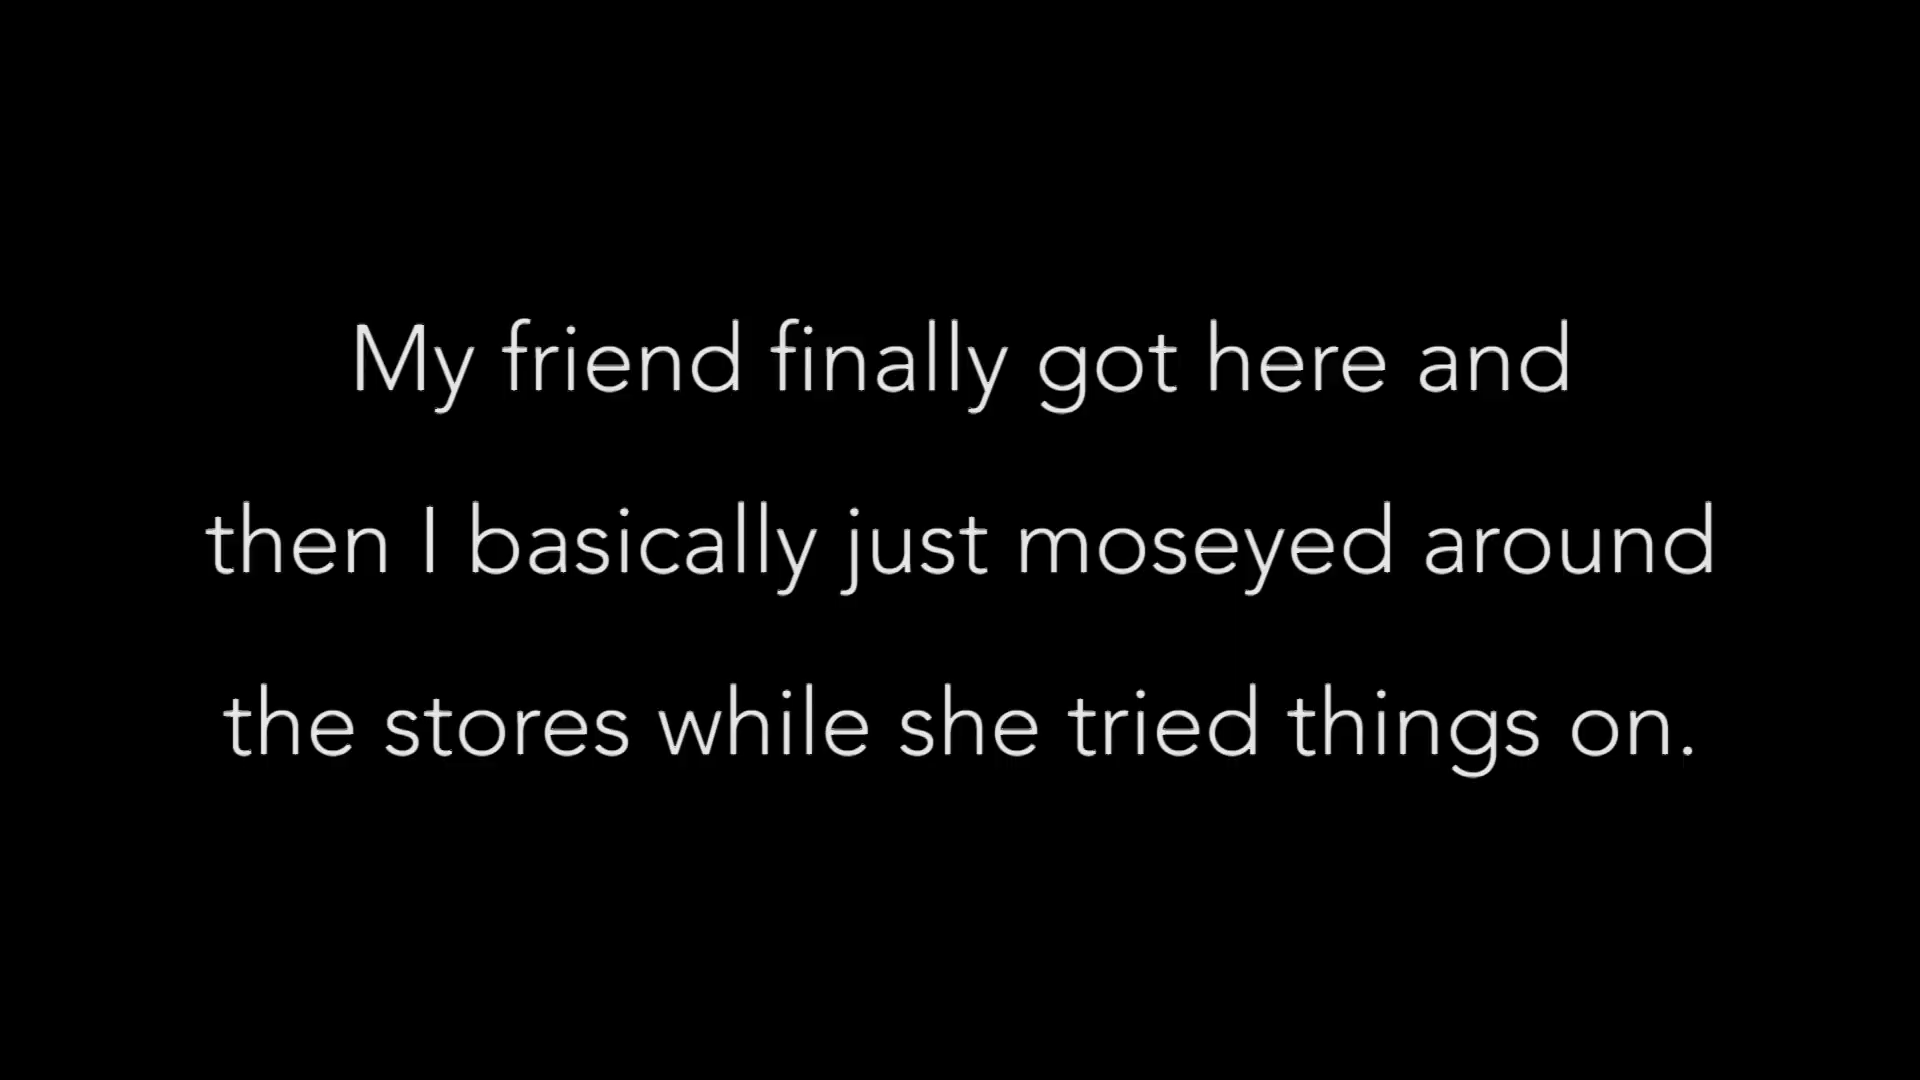 My friend finally got here and
then I basically just moseyed around
the stores while she tried things on.